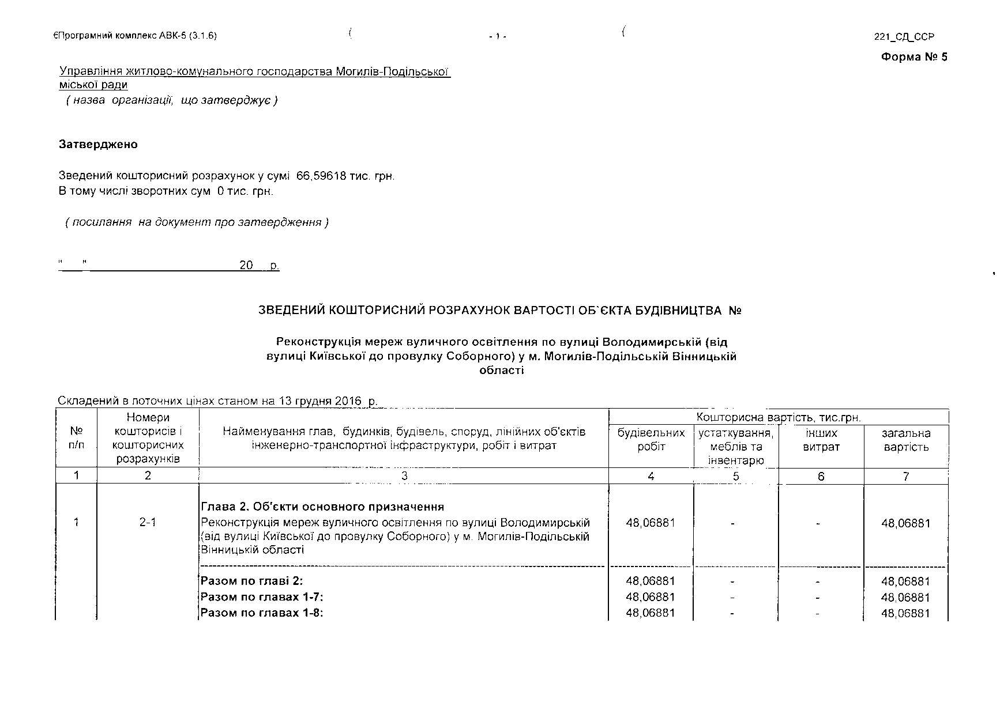 єПрограмний комплекс АВК-5 (3.1.6)
- 1 -
221_СД_ССР
Форма № 5
Управління житлово-комунального господарства Могилів-Подільської
міської ради
( назва організації, що затверджує )
Затверджено
Зведений кошторисний розрахунок у сумі 66,59618 тис. грн.
В тому числі зворотних сум 0 тис. грн.
( посилання на документ про затвердження )
" " 20 р.
ЗВЕДЕНИЙ КОШТОРИСНИЙ РОЗРАХУНОК ВАРТОСТІ ОБ'ЄКТА БУДІВНИЦТВА №
Реконструкція мереж вуличного освітлення по вулиці Володимирській (від
вулиці Київської до провулку Соборного) у м. Могилів-Подільській Вінницькій
області
Складений в поточних цінах станом на 13 грудня 2016 р.
№
п/п
Номери
кошторисів і
кошторисних
розрахунків
Найменування глав, будинків, будівель, споруд, лінійних об'єктів
інженерно-транспортної інфраструктури, робіт і витрат
Кошторисна вартість, тис.грн.
будівельних
робіт
устаткування,
меблів та
інвентарю
інших
витрат
загальна
вартість
1 2 3 4 5 6 7
Глава 2. Об'єкти основного призначення
1 2-1 Реконструкція мереж вуличного освітлення по вулиці Володимирській 48,06881 - - 48,06881
(від вулиці Київської до провулку Соборного) у м. Могилів-Подільській
Вінницькій області
Разом по главі 2: 48,06881 - - 48,06881
Разом по главах 1-7: 48,06881 - - 48,06881
Разом по главах 1-8: 48,06881 - - 48,06881